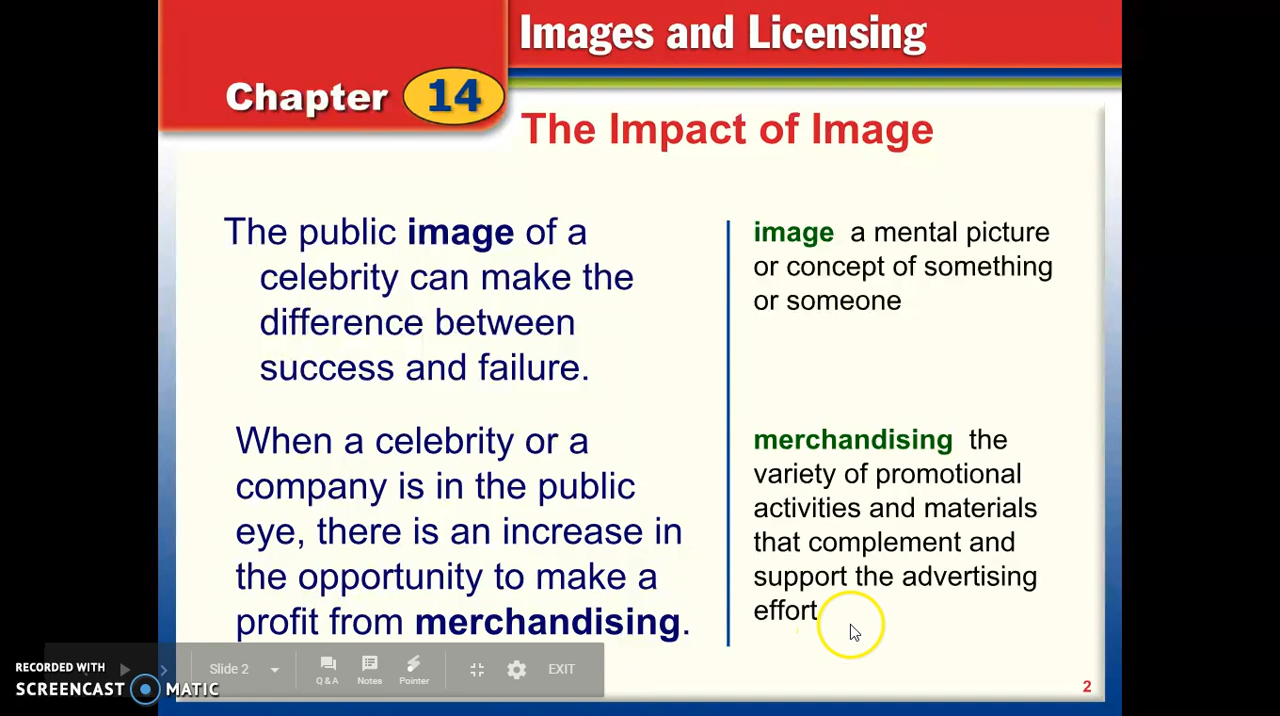 Images and Licensing
Chapter 14
The Impact of Image
The public image of a
celebrity can make the
difference between
success and failure.
image a mental picture
or concept of something
or someone
When a celebrity or a
company is in the public
eye, there is an increase in
the opportunity to make a
profit from merchandising.
merchandising the
variety of promotional
activities and materials
that complement and
support the advertising
effort
Slide 2
Q & A
Notes
Pointer
EXIT
RECORDED WITH
SCREENCAST MATIC
2